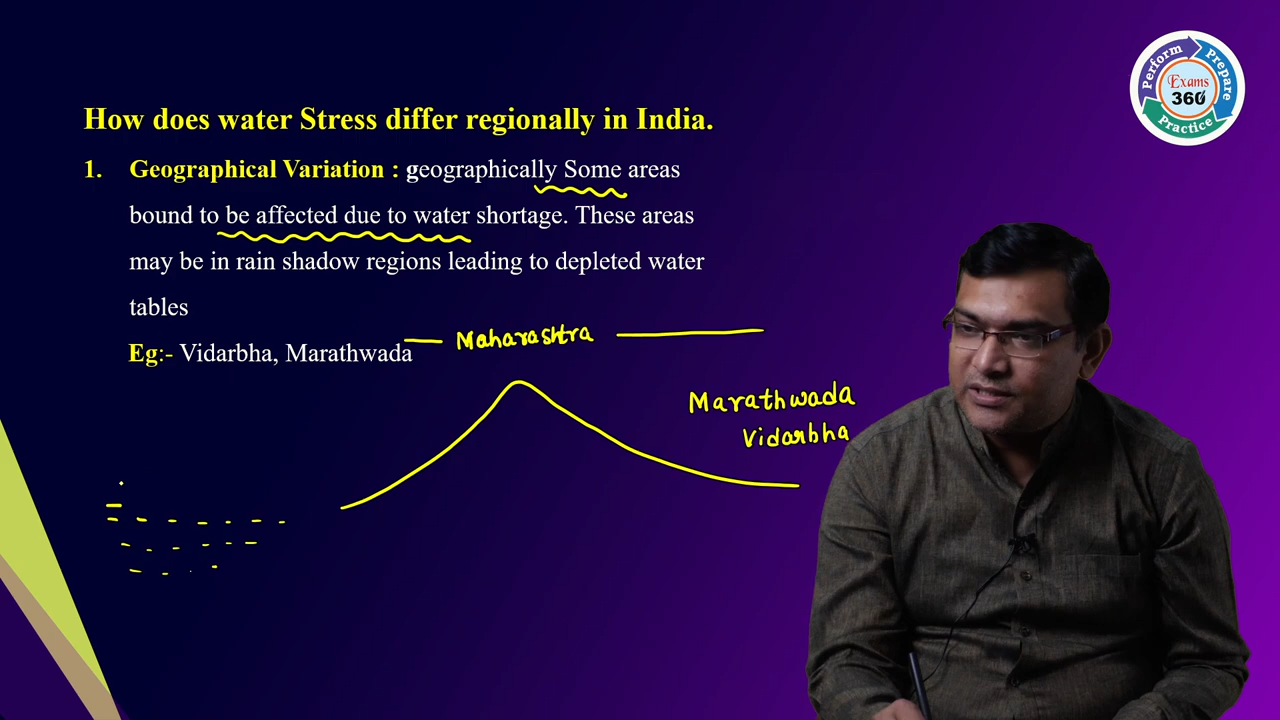 Perform
Prepare
Exams
360
Practice
How does water Stress differ regionally in India.
1. Geographical Variation : geographically Some areas
bound to be affected due to water shortage. These areas
may be in rain shadow regions leading to depleted water
tables
Eg:- Vidarbha, Marathwada
Maharashtra
Marathwada
Vidarbha